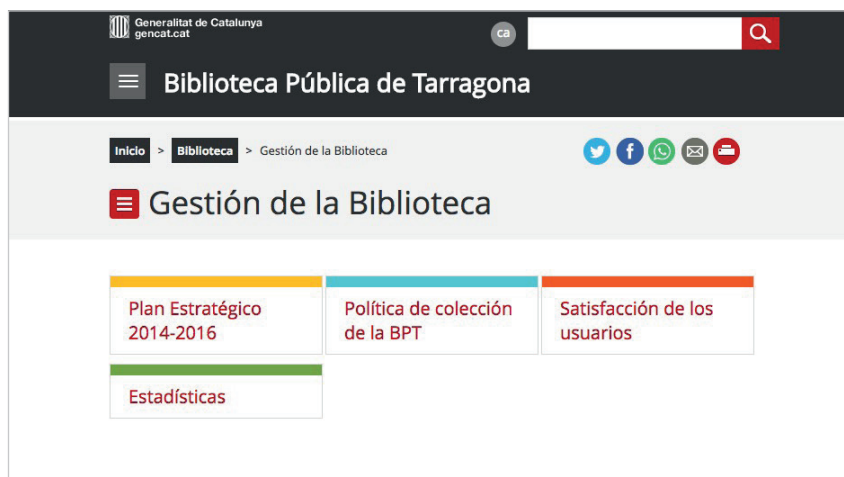 Generalitat de Catalunya
gencat.cat
ca
Biblioteca Pública de Tarragona
Inicio > Biblioteca > Gestión de la Biblioteca
Gestión de la Biblioteca
Plan Estratégico
2014-2016
Política de colección
de la BPT
Satisfacción de los
usuarios
Estadísticas